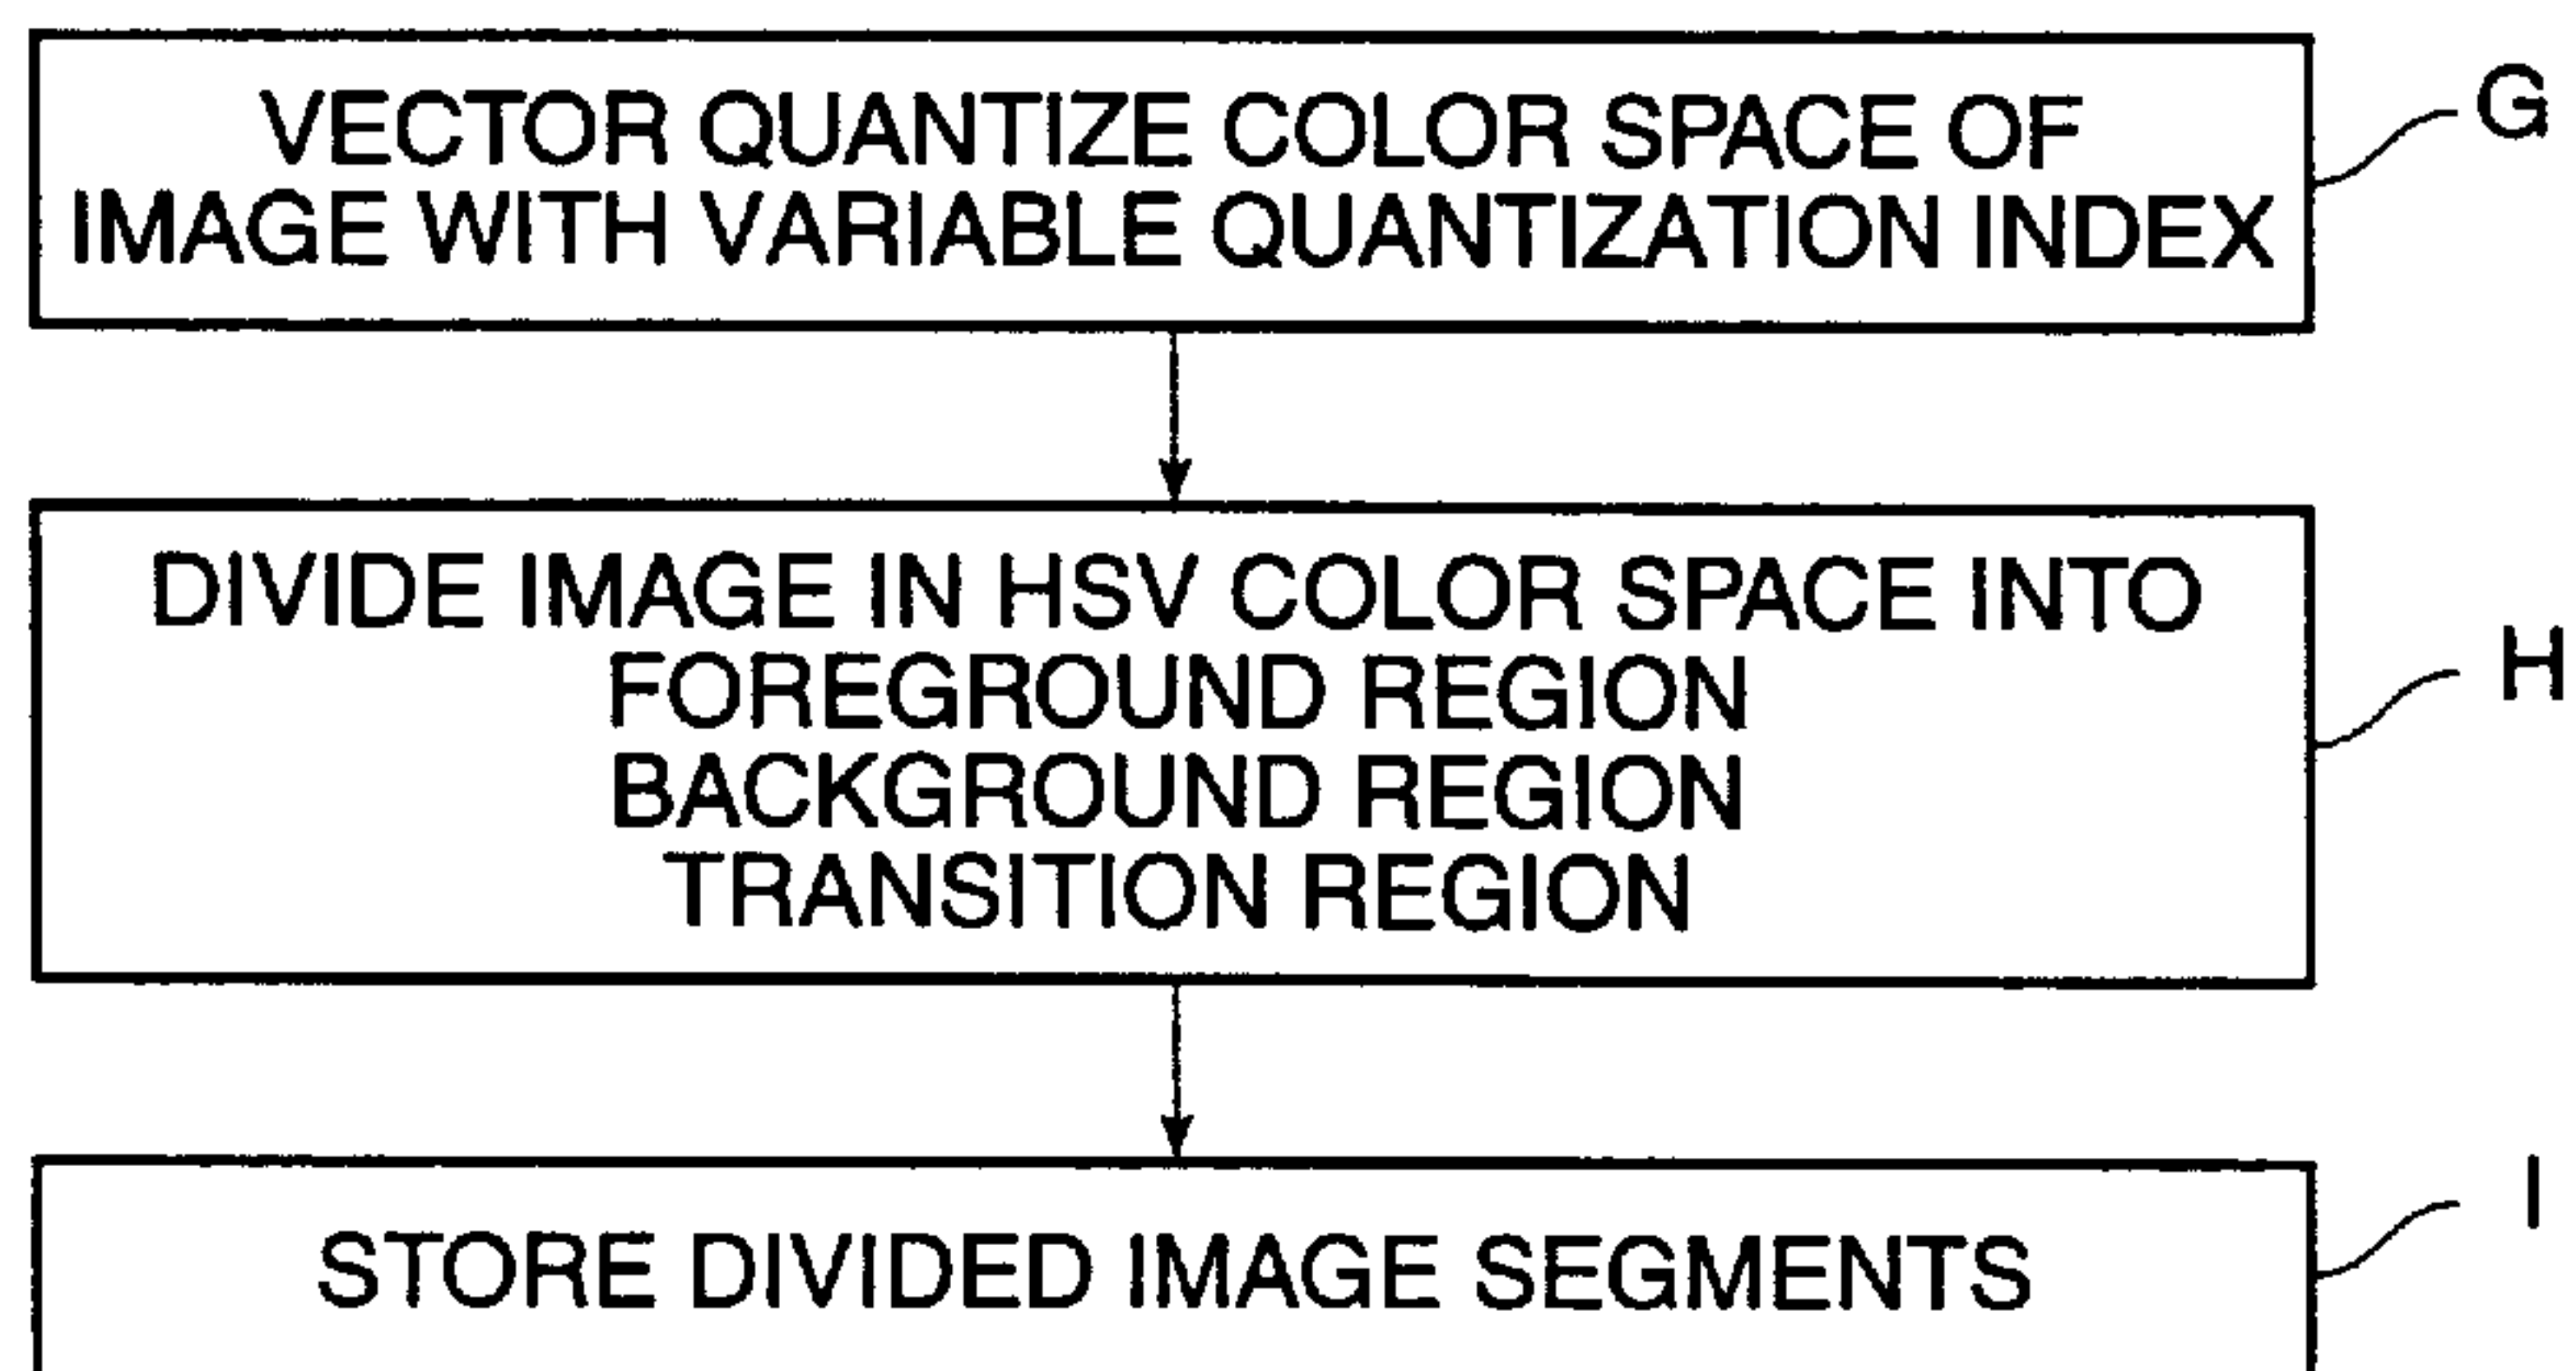 VECTOR QUANTIZE COLOR SPACE OF
IMAGE WITH VARIABLE QUANTIZATION INDEX
G
DIVIDE IMAGE IN HSV COLOR SPACE INTO
FOREGROUND REGION
BACKGROUND REGION
TRANSITION REGION
H
STORE DIVIDED IMAGE SEGMENTS
I